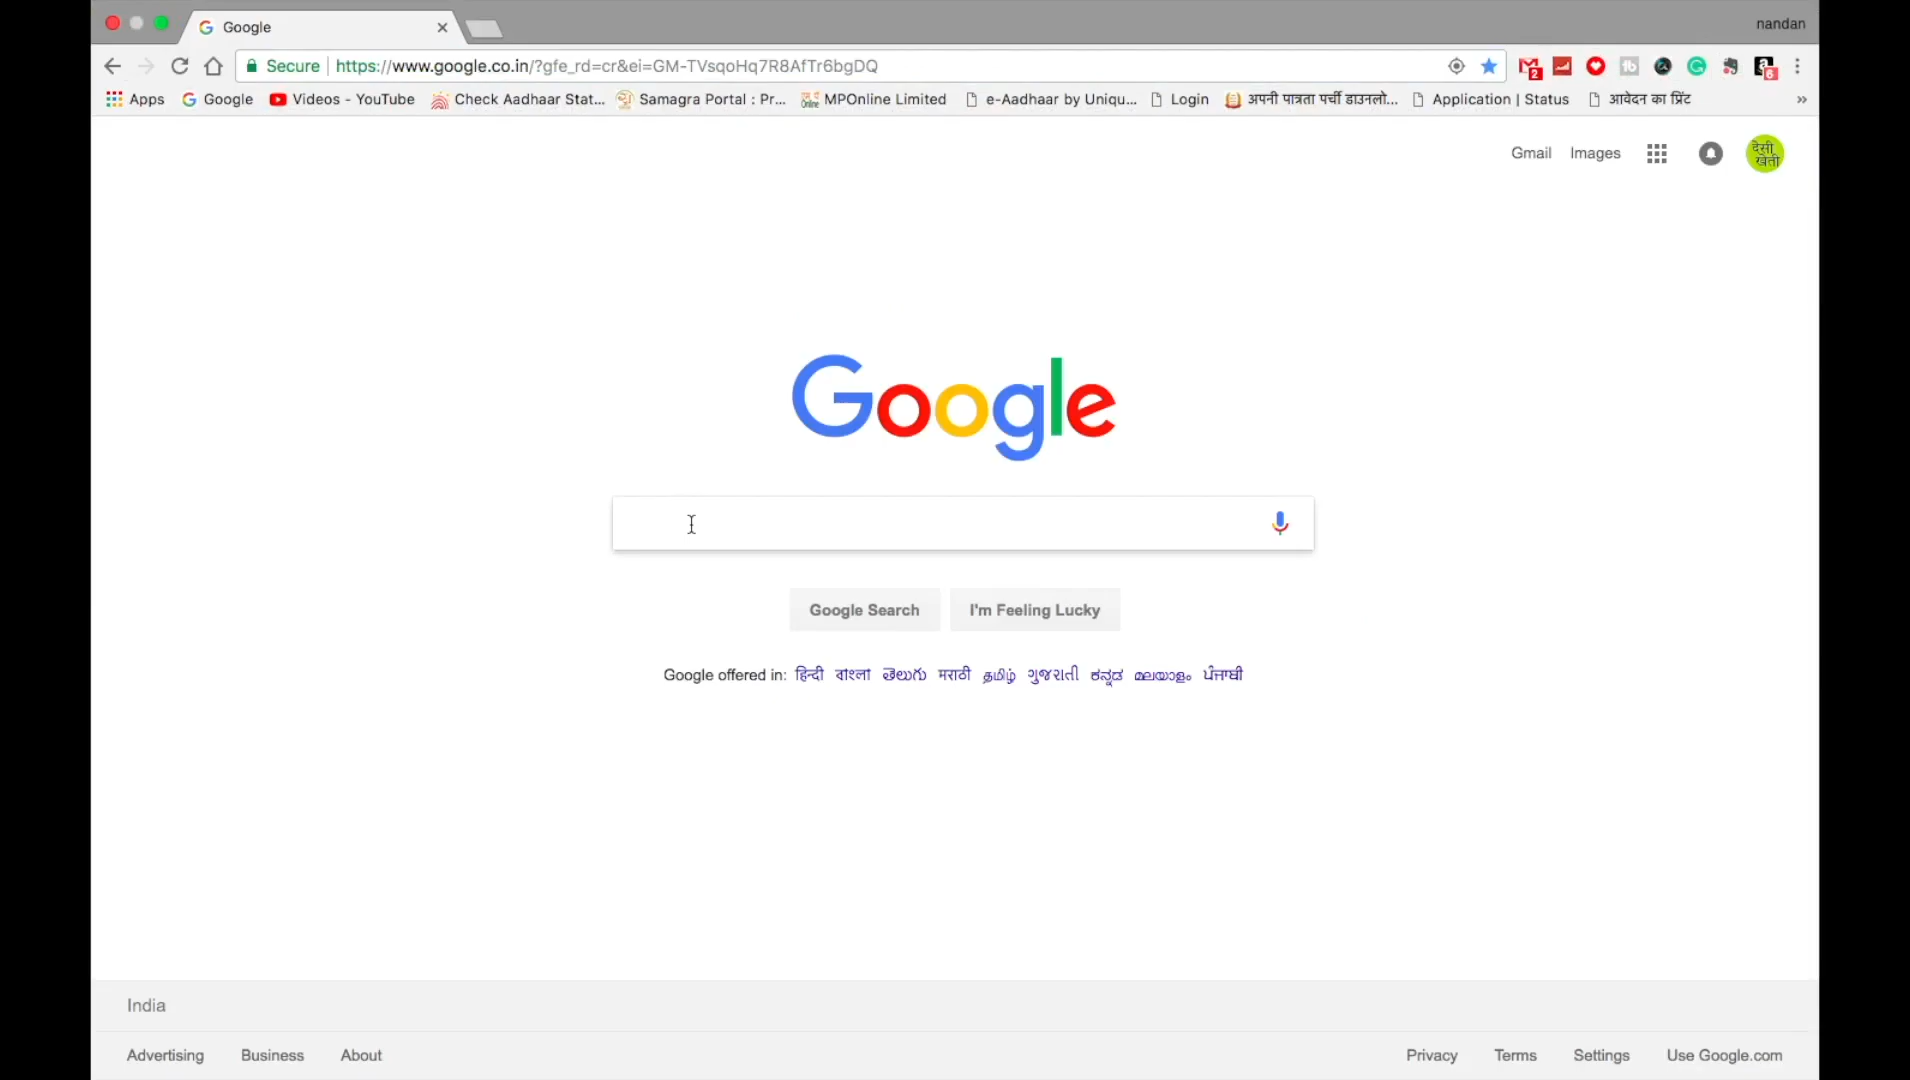 Google
nandan
Secure https://www.google.co.in/?gfe_rd=cr&ei=GM-TVsqoHq7R8AfTr6bgDQ
2
6
Apps Google Videos - YouTube Check Aadhaar Stat... Samagra Portal : Pr... MPOnline Limited e-Aadhaar by Uniqu... Login अपनी पात्रता पर्ची डाउनलो... Application | Status आवेदन का प्रिंट »
Gmail Images
देसी
खेती
Google
Google Search I'm Feeling Lucky
Google offered in: हिन्दी বাংলা తెలుగు मराठी தமிழ் ગુજરાતી ಕನ್ನಡ മലയാളം ਪੰਜਾਬੀ
India
Advertising Business About Privacy Terms Settings Use Google.com